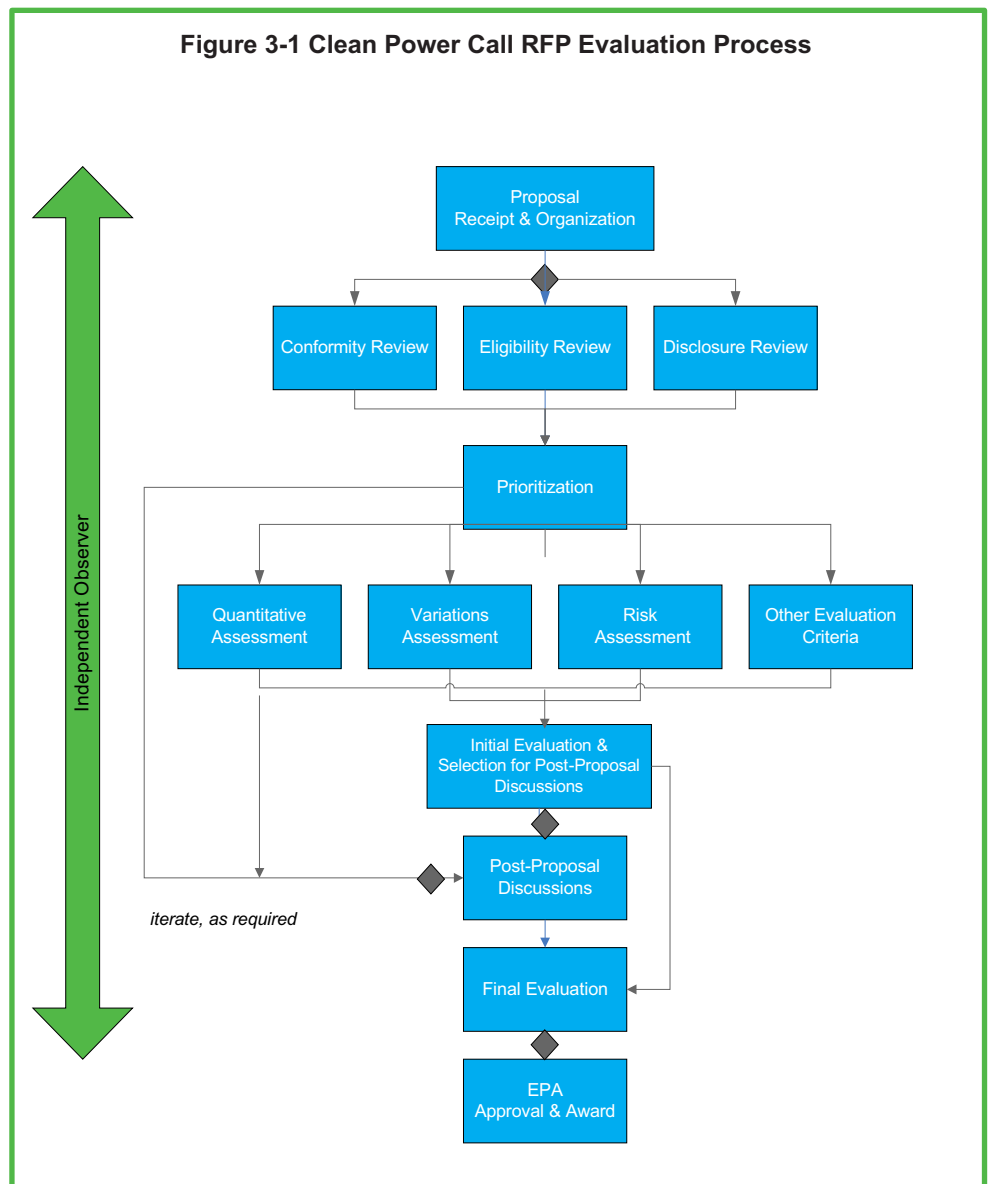 Figure 3-1 Clean Power Call RFP Evaluation Process
Proposal
Receipt & Organization
Conformity Review
Eligibility Review
Disclosure Review
Prioritization
Independent Observer
Quantitative
Assessment
Variations
Assessment
Risk
Assessment
Other Evaluation
Criteria
Initial Evaluation &
Selection for Post-Proposal
Discussions
Post-Proposal
Discussions
iterate, as required
Final Evaluation
EPA
Approval & Award